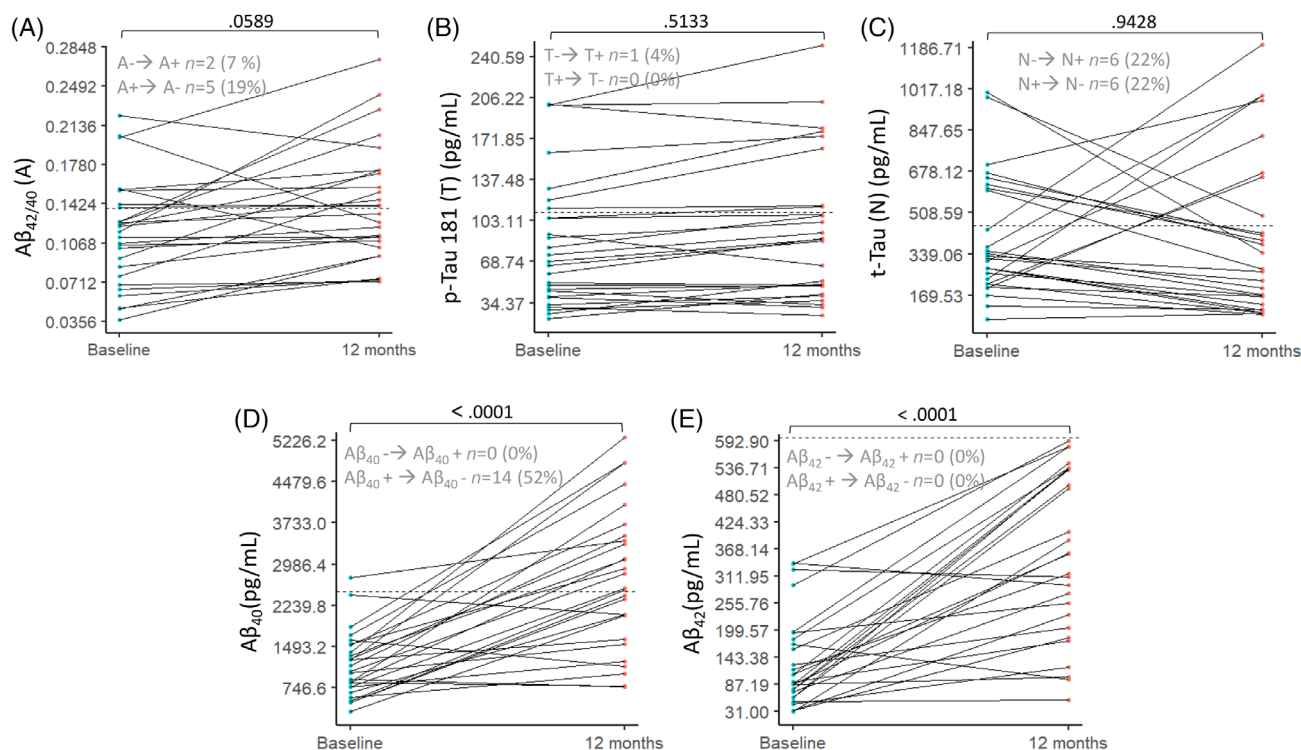 (A)
.0589
A-→ A+ n=2 (7 %)
A+→ A- n=5 (19%)
Aβ₄₂/₄₀ (A)
0.2848
0.2492
0.2136
0.1780
0.1424
0.1068
0.0712
0.0356
Baseline
12 months
(B)
.5133
T-→ T+ n=1 (4%)
T+→ T- n=0 (0%)
p-Tau 181 (T) (pg/mL)
240.59
206.22
171.85
137.48
103.11
68.74
34.37
Baseline
12 months
(C)
.9428
N-→ N+ n=6 (22%)
N+→ N- n=6 (22%)
t-Tau (N) (pg/mL)
1186.71
1017.18
847.65
678.12
508.59
339.06
169.53
Baseline
12 months
(D)
< .0001
Aβ₄₀ -→ Aβ₄₀ + n=0 (0%)
Aβ₄₀ + → Aβ₄₀ - n=14 (52%)
Aβ₄₀(pg/mL)
5226.2
4479.6
3733.0
2986.4
2239.8
1493.2
746.6
Baseline
12 months
(E)
< .0001
Aβ₄₂ -→ Aβ₄₂ + n=0 (0%)
Aβ₄₂ + → Aβ₄₂ - n=0 (0%)
Aβ₄₂(pg/mL)
592.90
536.71
480.52
424.33
368.14
311.95
255.76
199.57
143.38
87.19
31.00
Baseline
12 months